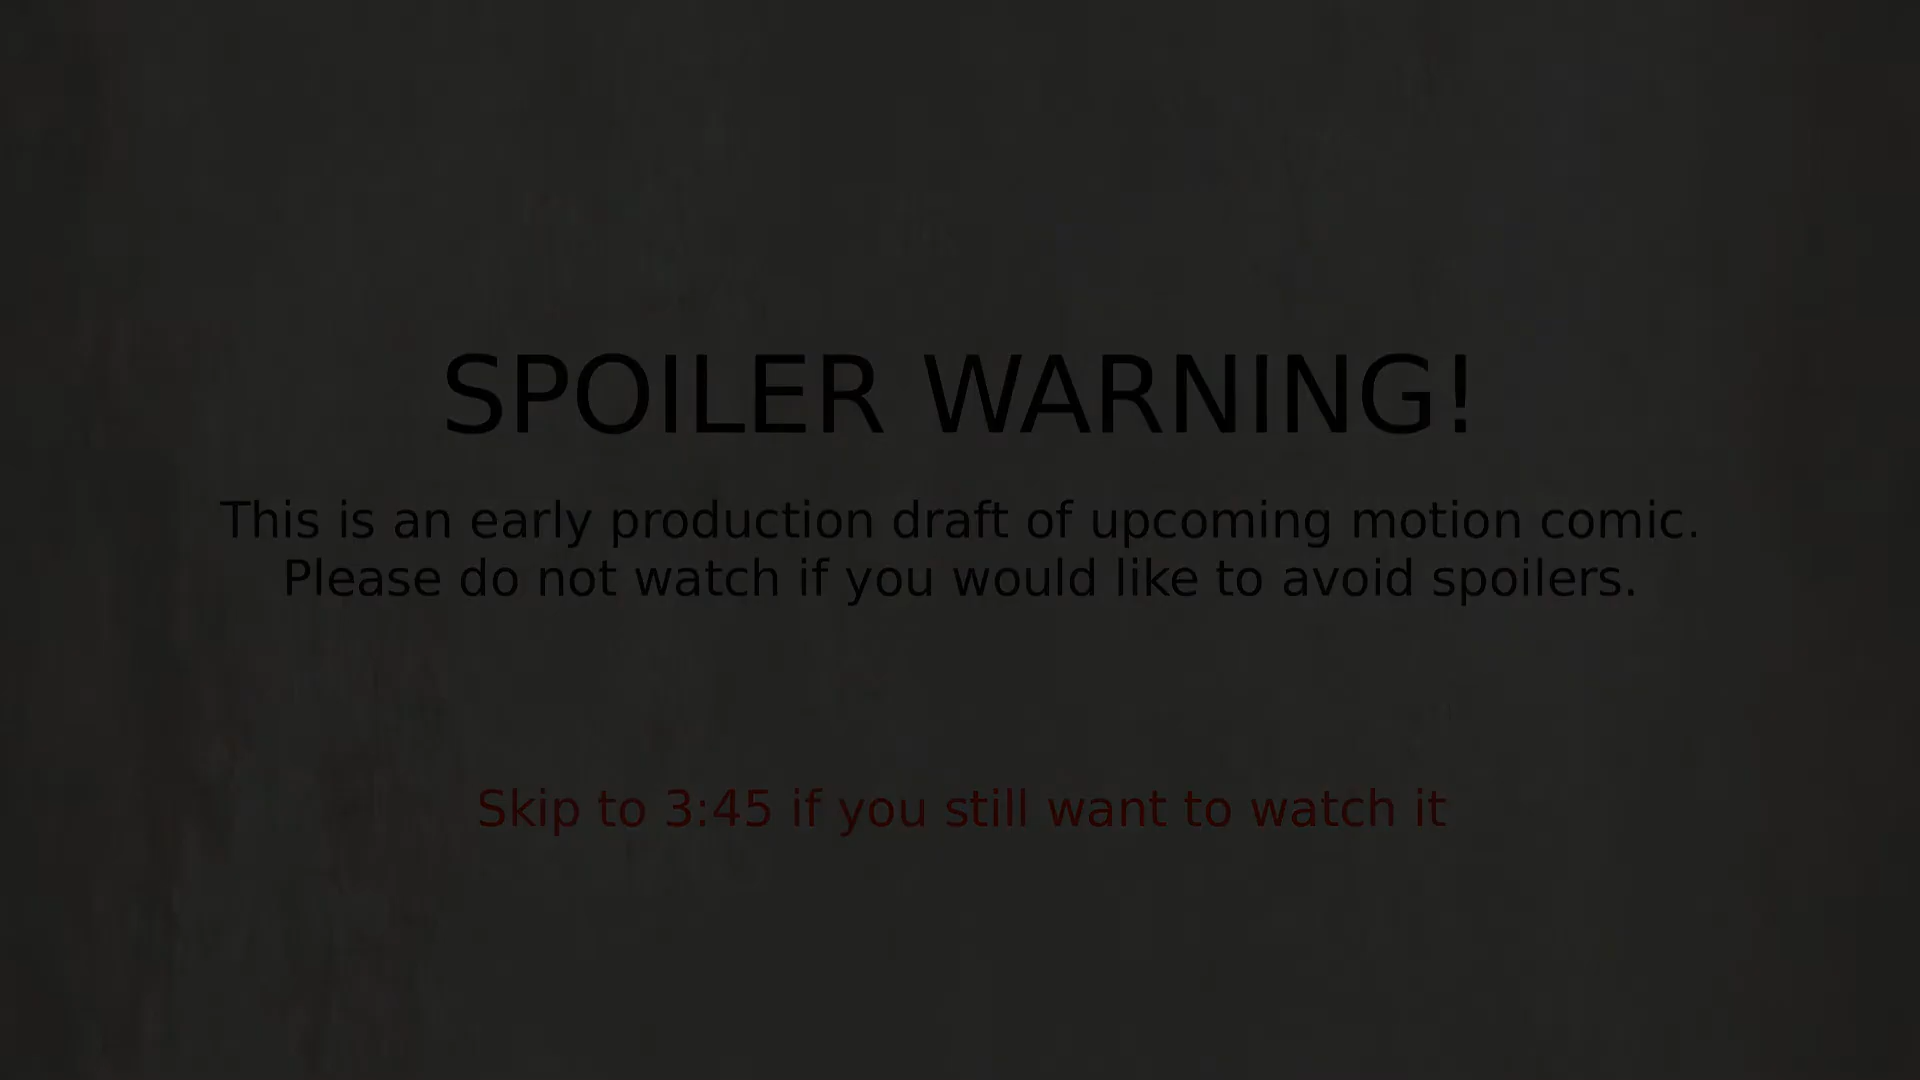 SPOILER WARNING!
This is an early production draft of upcoming motion comic.
Please do not watch if you would like to avoid spoilers.
Skip to 3:45 if you still want to watch it